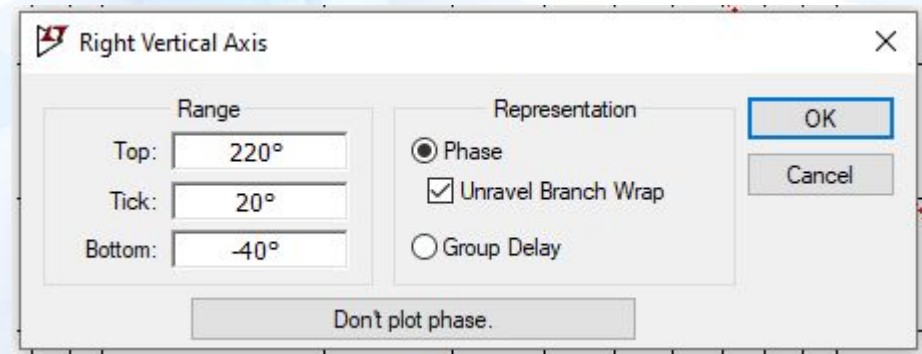 Right Vertical Axis
Range
Top: 220°
Tick: 20°
Bottom: -40°
Representation
Phase
Unravel Branch Wrap
Group Delay
OK
Cancel
Don't plot phase.